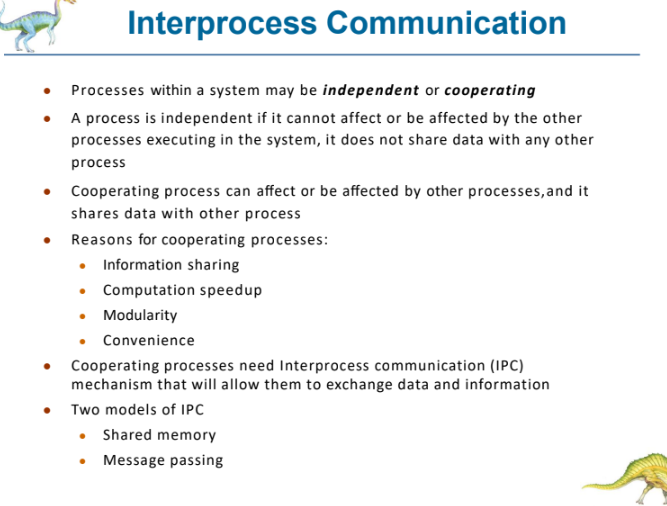 Interprocess Communication
• Processes within a system may be independent or cooperating
• A process is independent if it cannot affect or be affected by the other
processes executing in the system, it does not share data with any other
process
• Cooperating process can affect or be affected by other processes,and it
shares data with other process
• Reasons for cooperating processes:
• Information sharing
• Computation speedup
• Modularity
• Convenience
• Cooperating processes need Interprocess communication (IPC)
mechanism that will allow them to exchange data and information
• Two models of IPC
• Shared memory
• Message passing